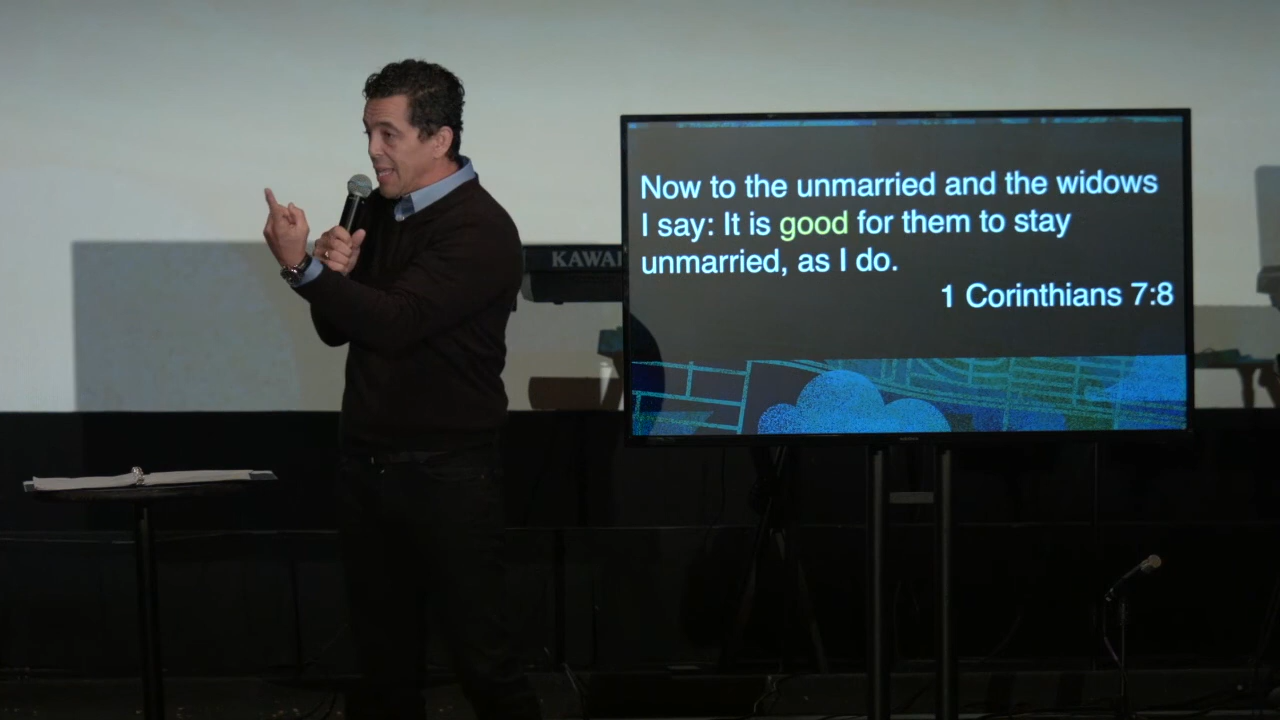 KAWAI
Now to the unmarried and the widows
I say: It is good for them to stay
unmarried, as I do.
1 Corinthians 7:8